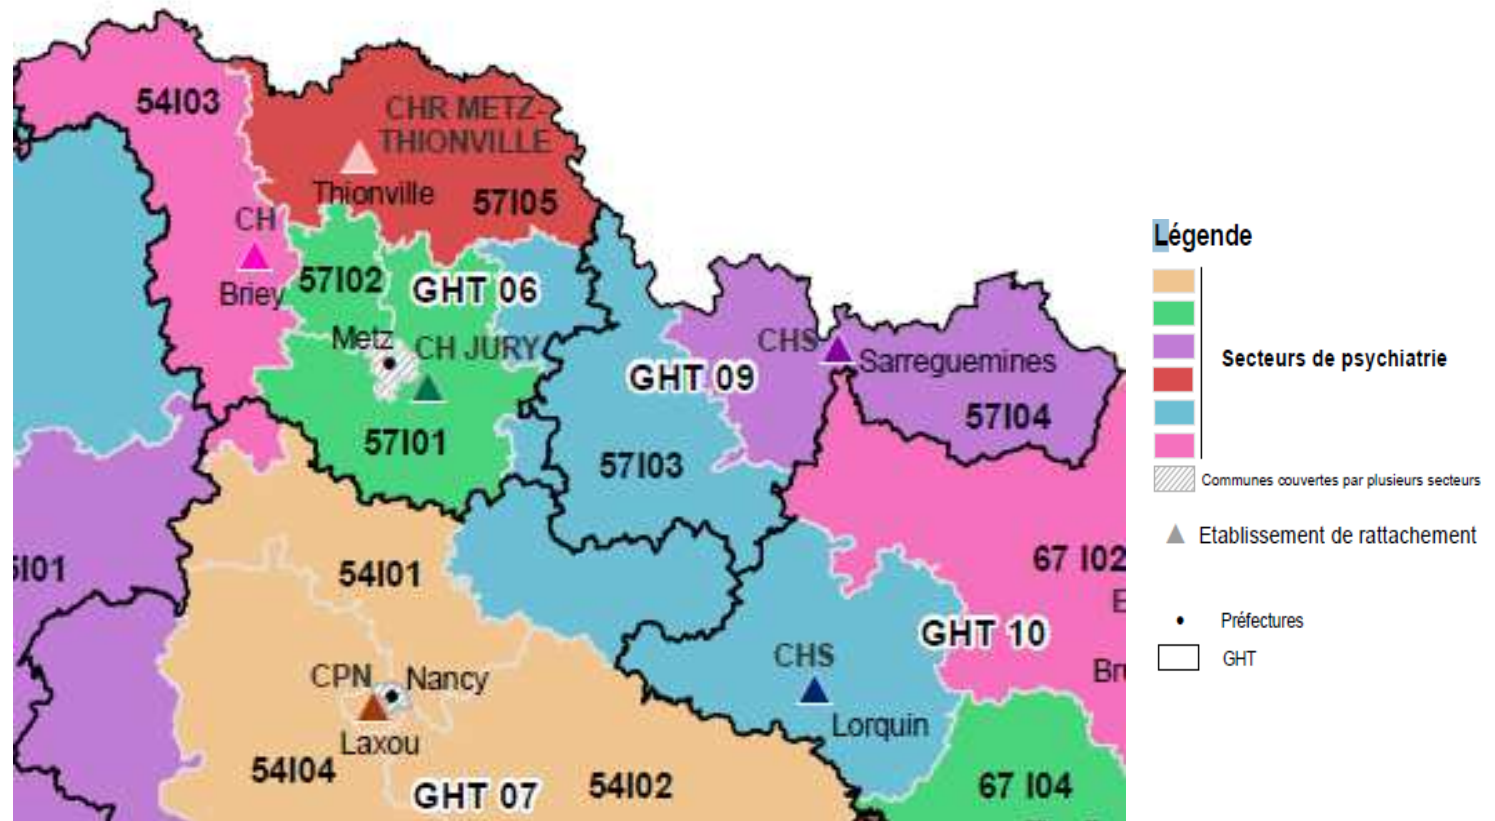 54I03
CHR METZ-
THIONVILLE
Thionville
57I05
CH
Briey
57I02
GHT 06
Metz
CH JURY
57I01
GHT 09
CHS
Sarreguemines
57I04
57I03
5I01
54I01
67 I02
E
GHT 10
CHS
Lorquin
Bru
CPN
Nancy
Laxou
54I04
GHT 07
54I02
67 I04
Légende
Secteurs de psychiatrie
Communes couvertes par plusieurs secteurs
Etablissement de rattachement
Préfectures
GHT